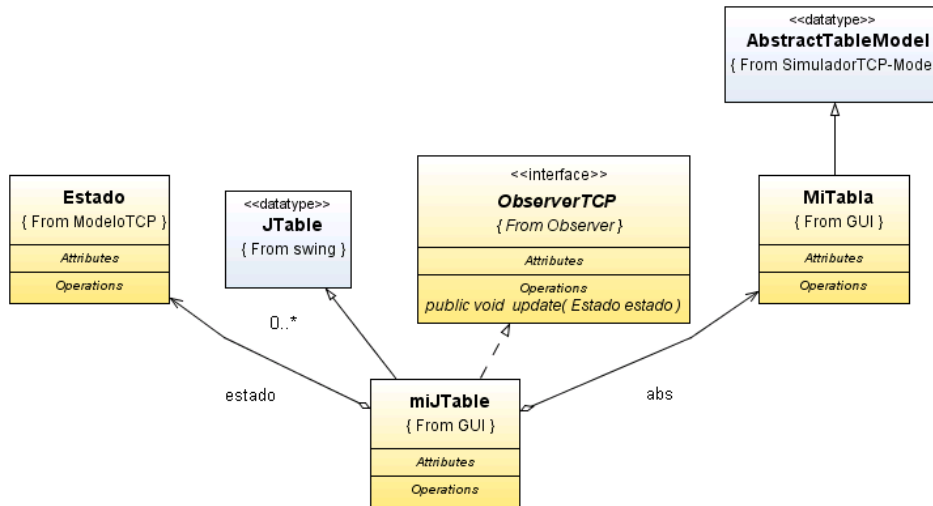 <<datatype>>
AbstractTableModel
{ From SimuladorTCP-Mode
Estado
{ From ModeloTCP }
Attributes
Operations
<<datatype>>
JTable
{ From swing }
<<interface>>
ObserverTCP
{ From Observer }
Attributes
Operations
public void update( Estado estado )
MiTabla
{ From GUI }
Attributes
Operations
0..*
estado
abs
miJTable
{ From GUI }
Attributes
Operations